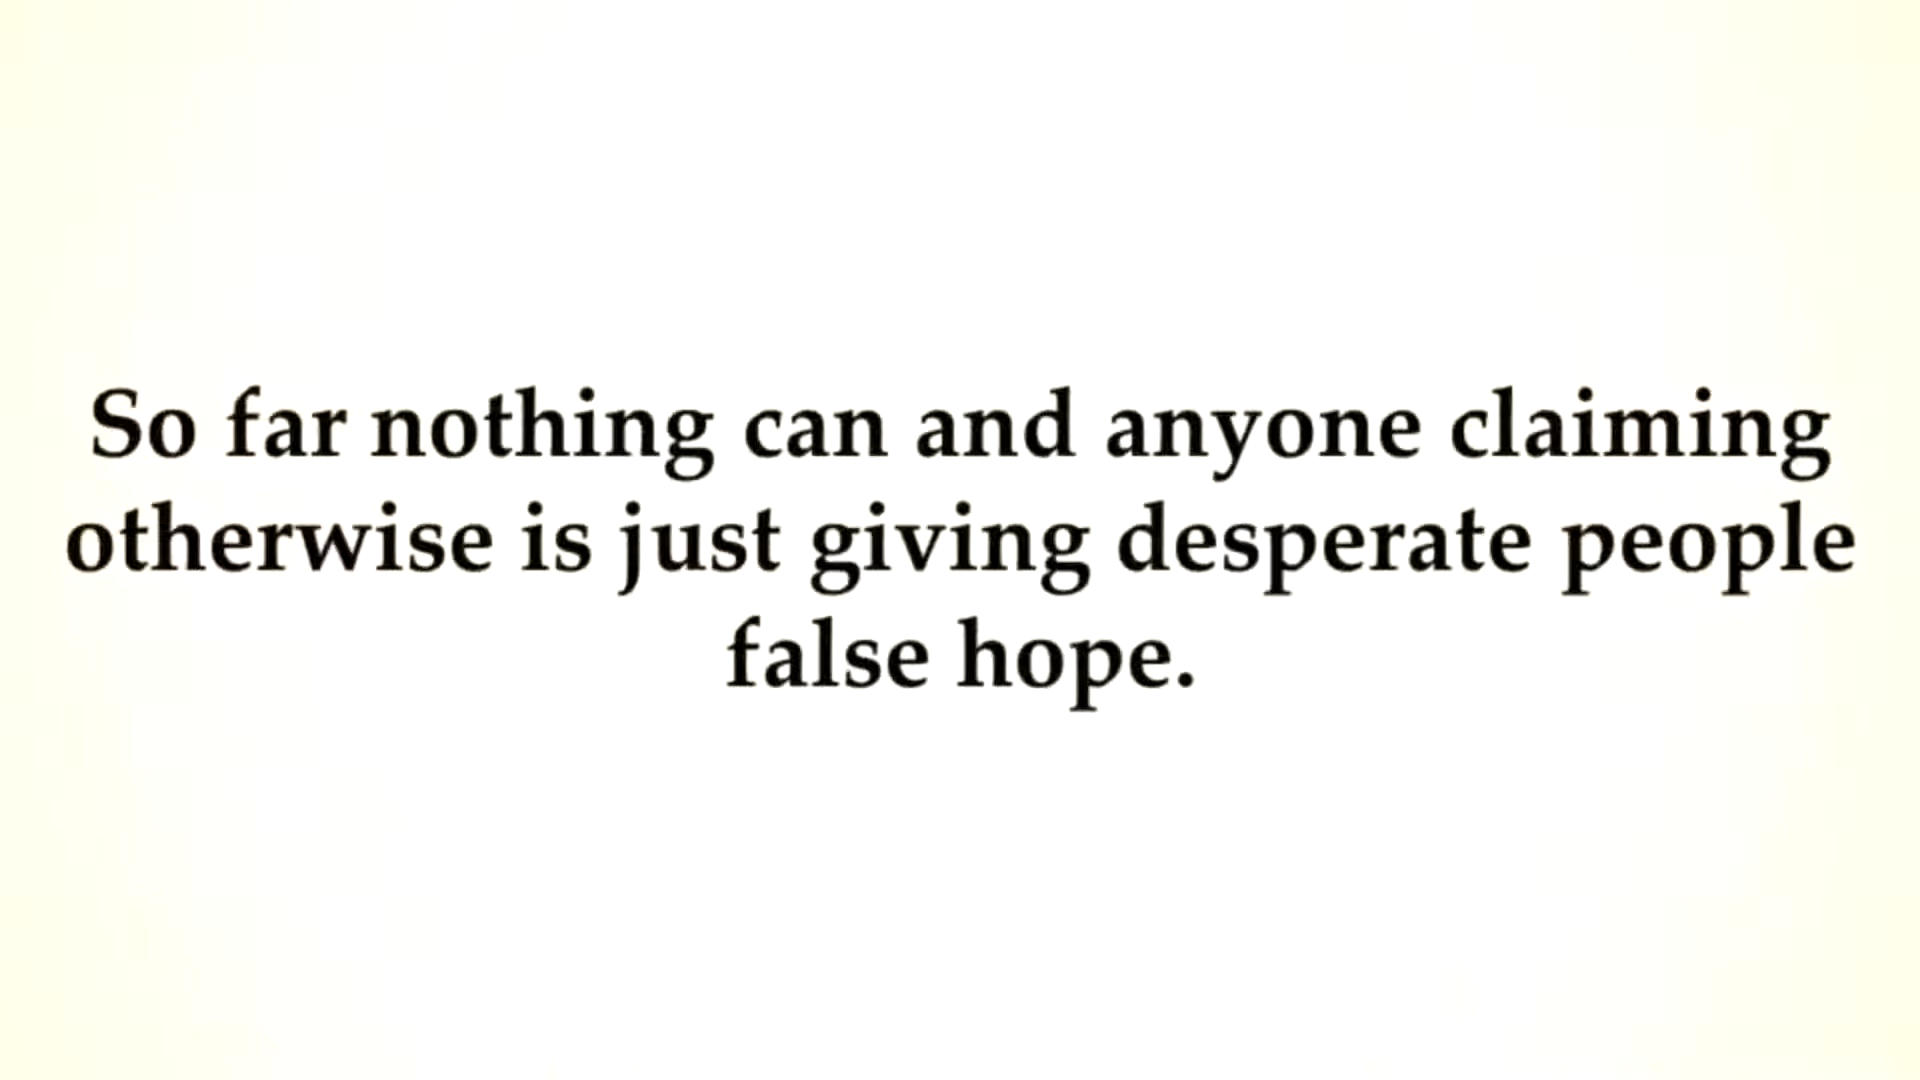 So far nothing can and anyone claiming
otherwise is just giving desperate people
false hope.